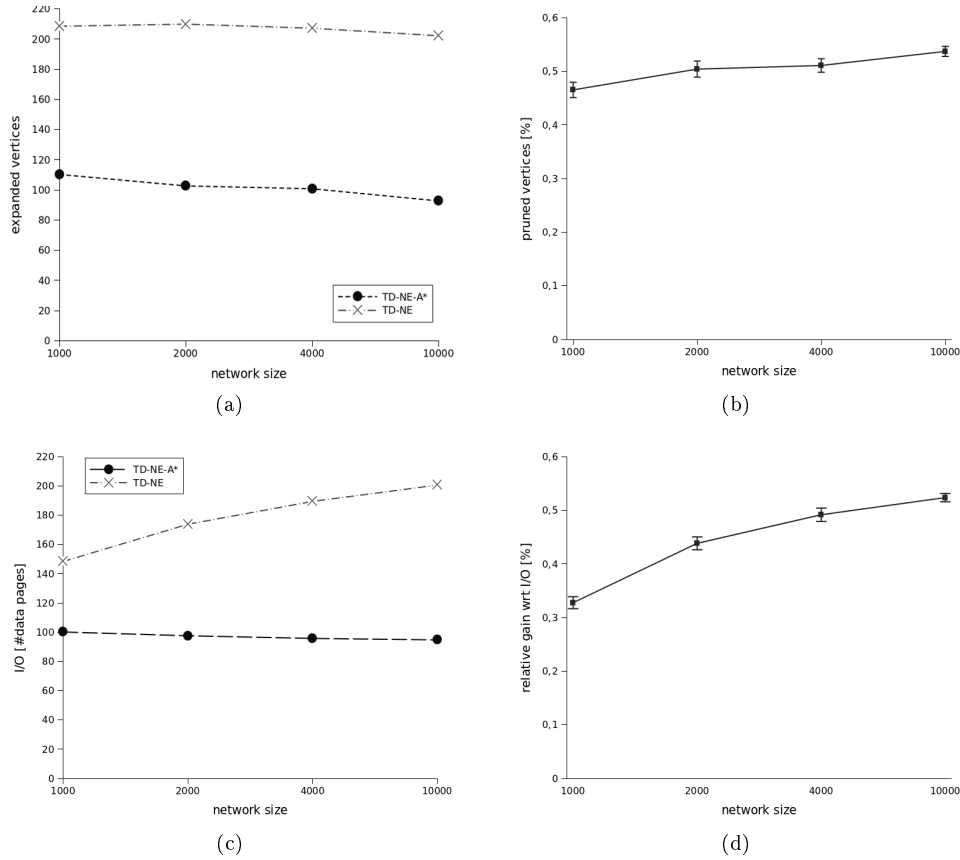 220
200
180
160
140
120
100
80
60
40
20
0
expanded vertices
TD-NE-A*
TD-NE
1000 2000 4000 10000
network size
(a)
0,6
0,5
0,4
0,3
0,2
0,1
0
pruned vertices [%]
1000 2000 4000 10000
network size
(b)
220
200
180
160
140
120
100
80
60
40
20
0
I/O [#data pages]
TD-NE-A*
TD-NE
1000 2000 4000 10000
network size
(c)
0,6
0,5
0,4
0,3
0,2
0,1
0
relative gain wrt I/O [%]
1000 2000 4000 10000
network size
(d)